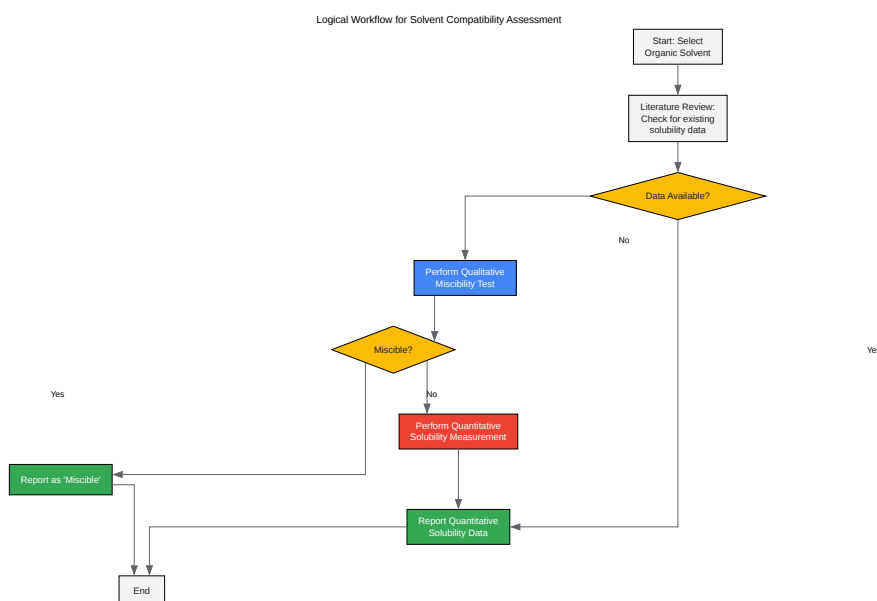 Logical Workflow for Solvent Compatibility Assessment
Start: Select
Organic Solvent
Literature Review:
Check for existing
solubility data
Data Available?
No
Perform Qualitative
Miscibility Test
Miscible?
Ye
Yes
No
Perform Quantitative
Solubility Measurement
Report as 'Miscible'
Report Quantitative
Solubility Data
End